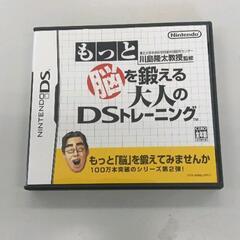 Nintendo
もっと
川島隆太教授監修
脳を鍛える
大人の
DSトレーニング
NINTENDO DS
もっと「脳」を鍛えてみませんか
100万本突破のシリーズ第2弾!